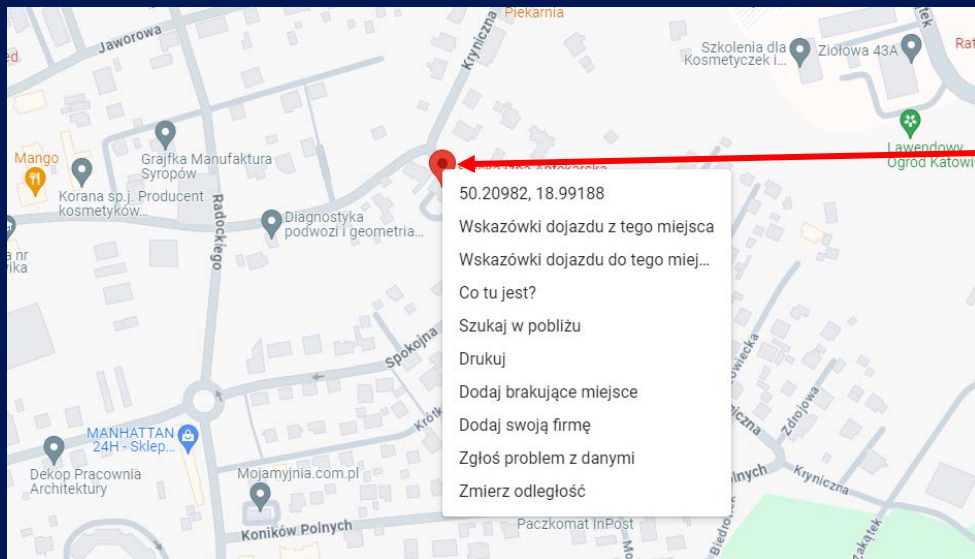 Piekarnia
Jaworowa
Kryniczna
Szkolenia dla
Kosmetyczek i...
Ziołowa 43A
Mango
Grajfka Manufaktura
Syropów
Korana sp.j. Producent
kosmetyków...
Lawendowy
Ogród Katowi
Radockiego
Diagnostyka
podwozi i geometria...
50.20982, 18.99188
Wskazówki dojazdu z tego miejsca
Wskazówki dojazdu do tego miej...
Co tu jest?
Szukaj w pobliżu
Drukuj
Dodaj brakujące miejsce
Dodaj swoją firmę
Zgłoś problem z danymi
Zmierz odległość
Spokojna
MANHATTAN
24H - Sklep...
Zdrojowa
Dekop Pracownia
Architektury
Mojamyjnia.com.pl
Kryniczna
Koników Polnych
Paczkomat InPost